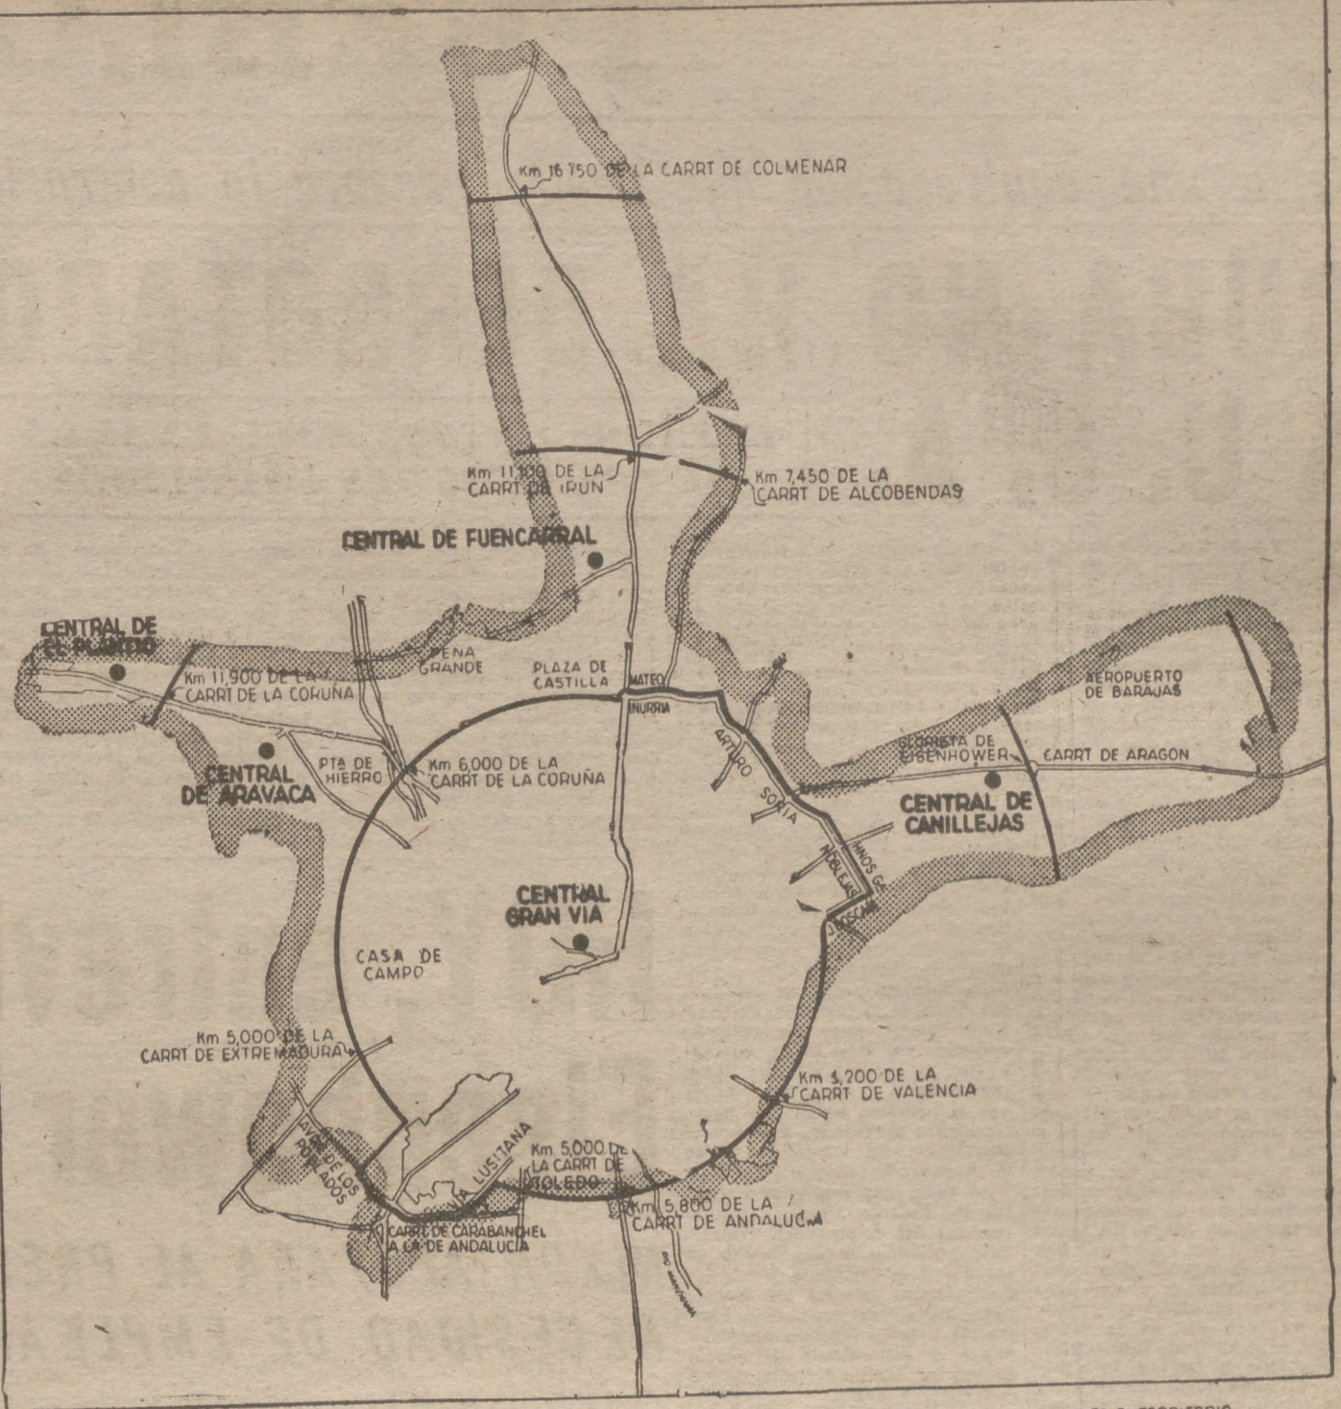 Km 16,750 DE LA CARRT DE COLMENAR
Km 11,100 DE LA
CARRT DE IRUN
Km 7,450 DE LA
CARRT DE ALCOBENDAS
CENTRAL DE FUENCARRAL
CENTRAL DE
EL PLANTIO
Km 11,900 DE LA
CARRT DE LA CORUÑA
PEÑA
GRANDE
PLAZA DE
CASTILLA
MATEO
INURRIA
AEROPUERTO
DE BARAJAS
GLORIETA DE
EISENHOWER
CARRT DE ARAGON
CENTRAL
DE ARAVACA
PTª DE
HIERRO
Km 6,000 DE LA
CARRT DE LA CORUÑA
ARTURO SORIA
CENTRAL DE
CANILLEJAS
HNOS G
NOBLEJAS
CENTRAL
GRAN VIA
CASA DE
CAMPO
Km 5,000 DE LA
CARRT DE EXTREMADURA
Km DE LA
CARRT DE VALENCIA
AVDA DE LOS
POBLADOS
VIA LUSITANA
Km 5,000 DE
LA CARRT DE
TOLEDO
Km 5,800 DE LA
CARRT DE ANDALUCIA
CARRT DE CARABANCHEL
A LA DE ANDALUCIA
RIO MANZANARES